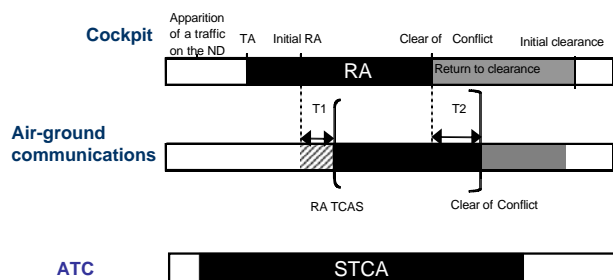 Apparition
of a traffic
on the ND
Cockpit
TA
Initial RA
Clear of Conflict
Initial clearance
RA
Return to clearance
T1
T2
Air-ground
communications
RA TCAS
Clear of Conflict
ATC
STCA